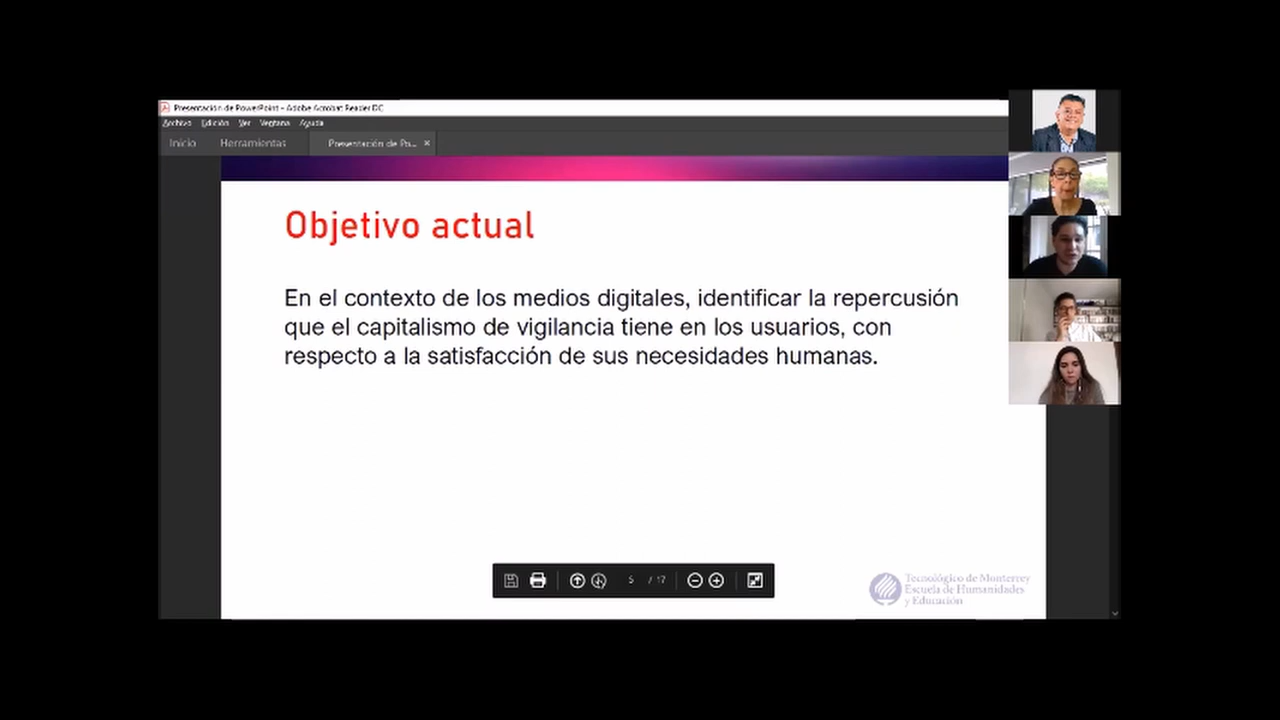 Presentación de PowerPoint - Adobe Acrobat Reader DC
Archivo Edición Ver Ventana Ayuda
Inicio Herramientas Presentación de Po... ×
Objetivo actual
En el contexto de los medios digitales, identificar la repercusión
que el capitalismo de vigilancia tiene en los usuarios, con
respecto a la satisfacción de sus necesidades humanas.
5 / 17
Tecnológico de Monterrey
Escuela de Humanidades
y Educación